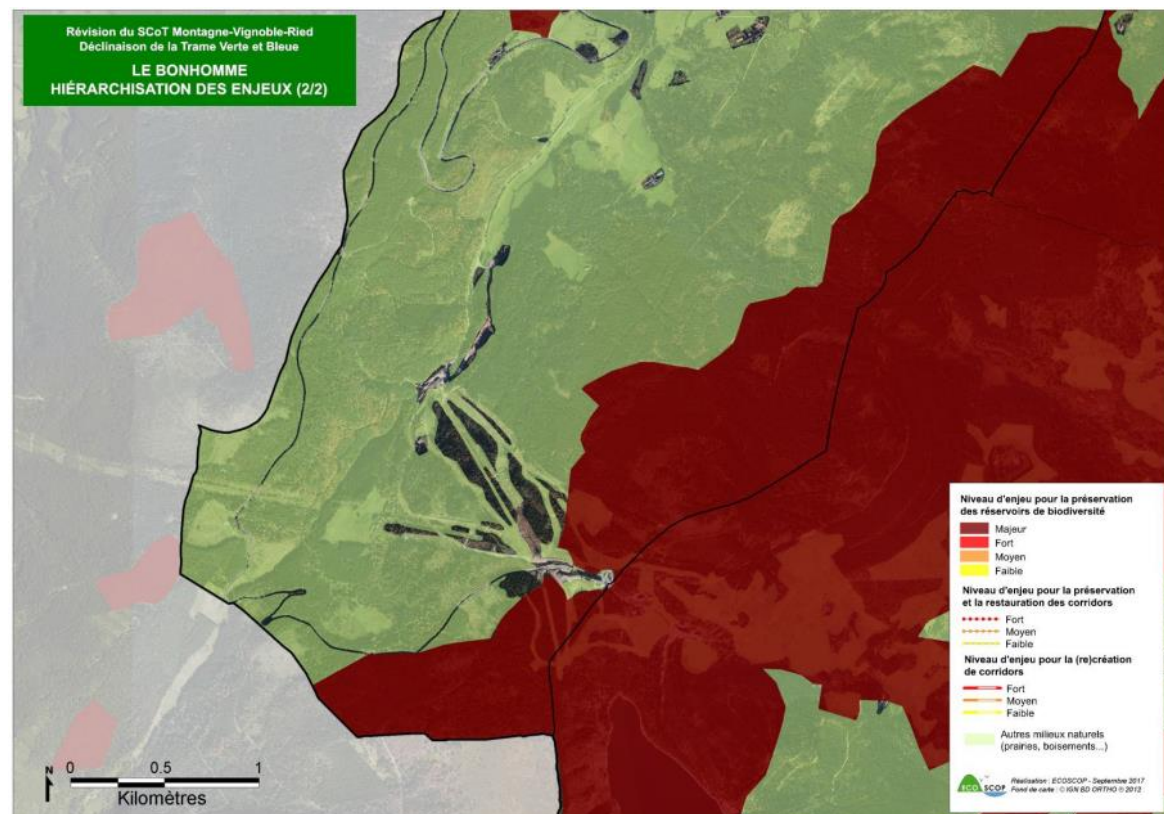 Révision du SCoT Montagne-Vignoble-Ried
Déclinaison de la Trame Verte et Bleue
LE BONHOMME
HIÉRARCHISATION DES ENJEUX (2/2)
Niveau d'enjeu pour la préservation
des réservoirs de biodiversité
Majeur
Fort
Moyen
Faible
Niveau d'enjeu pour la préservation
et la restauration des corridors
Fort
Moyen
Faible
Niveau d'enjeu pour la (re)création
de corridors
Fort
Moyen
Faible
Autres milieux naturels
(prairies, boisements...)
ECO SCOP
Réalisation : ECOSCOP - Septembre 2017
Fond de carte : © IGN BD ORTHO ® 2012
N
0 0.5 1
Kilomètres